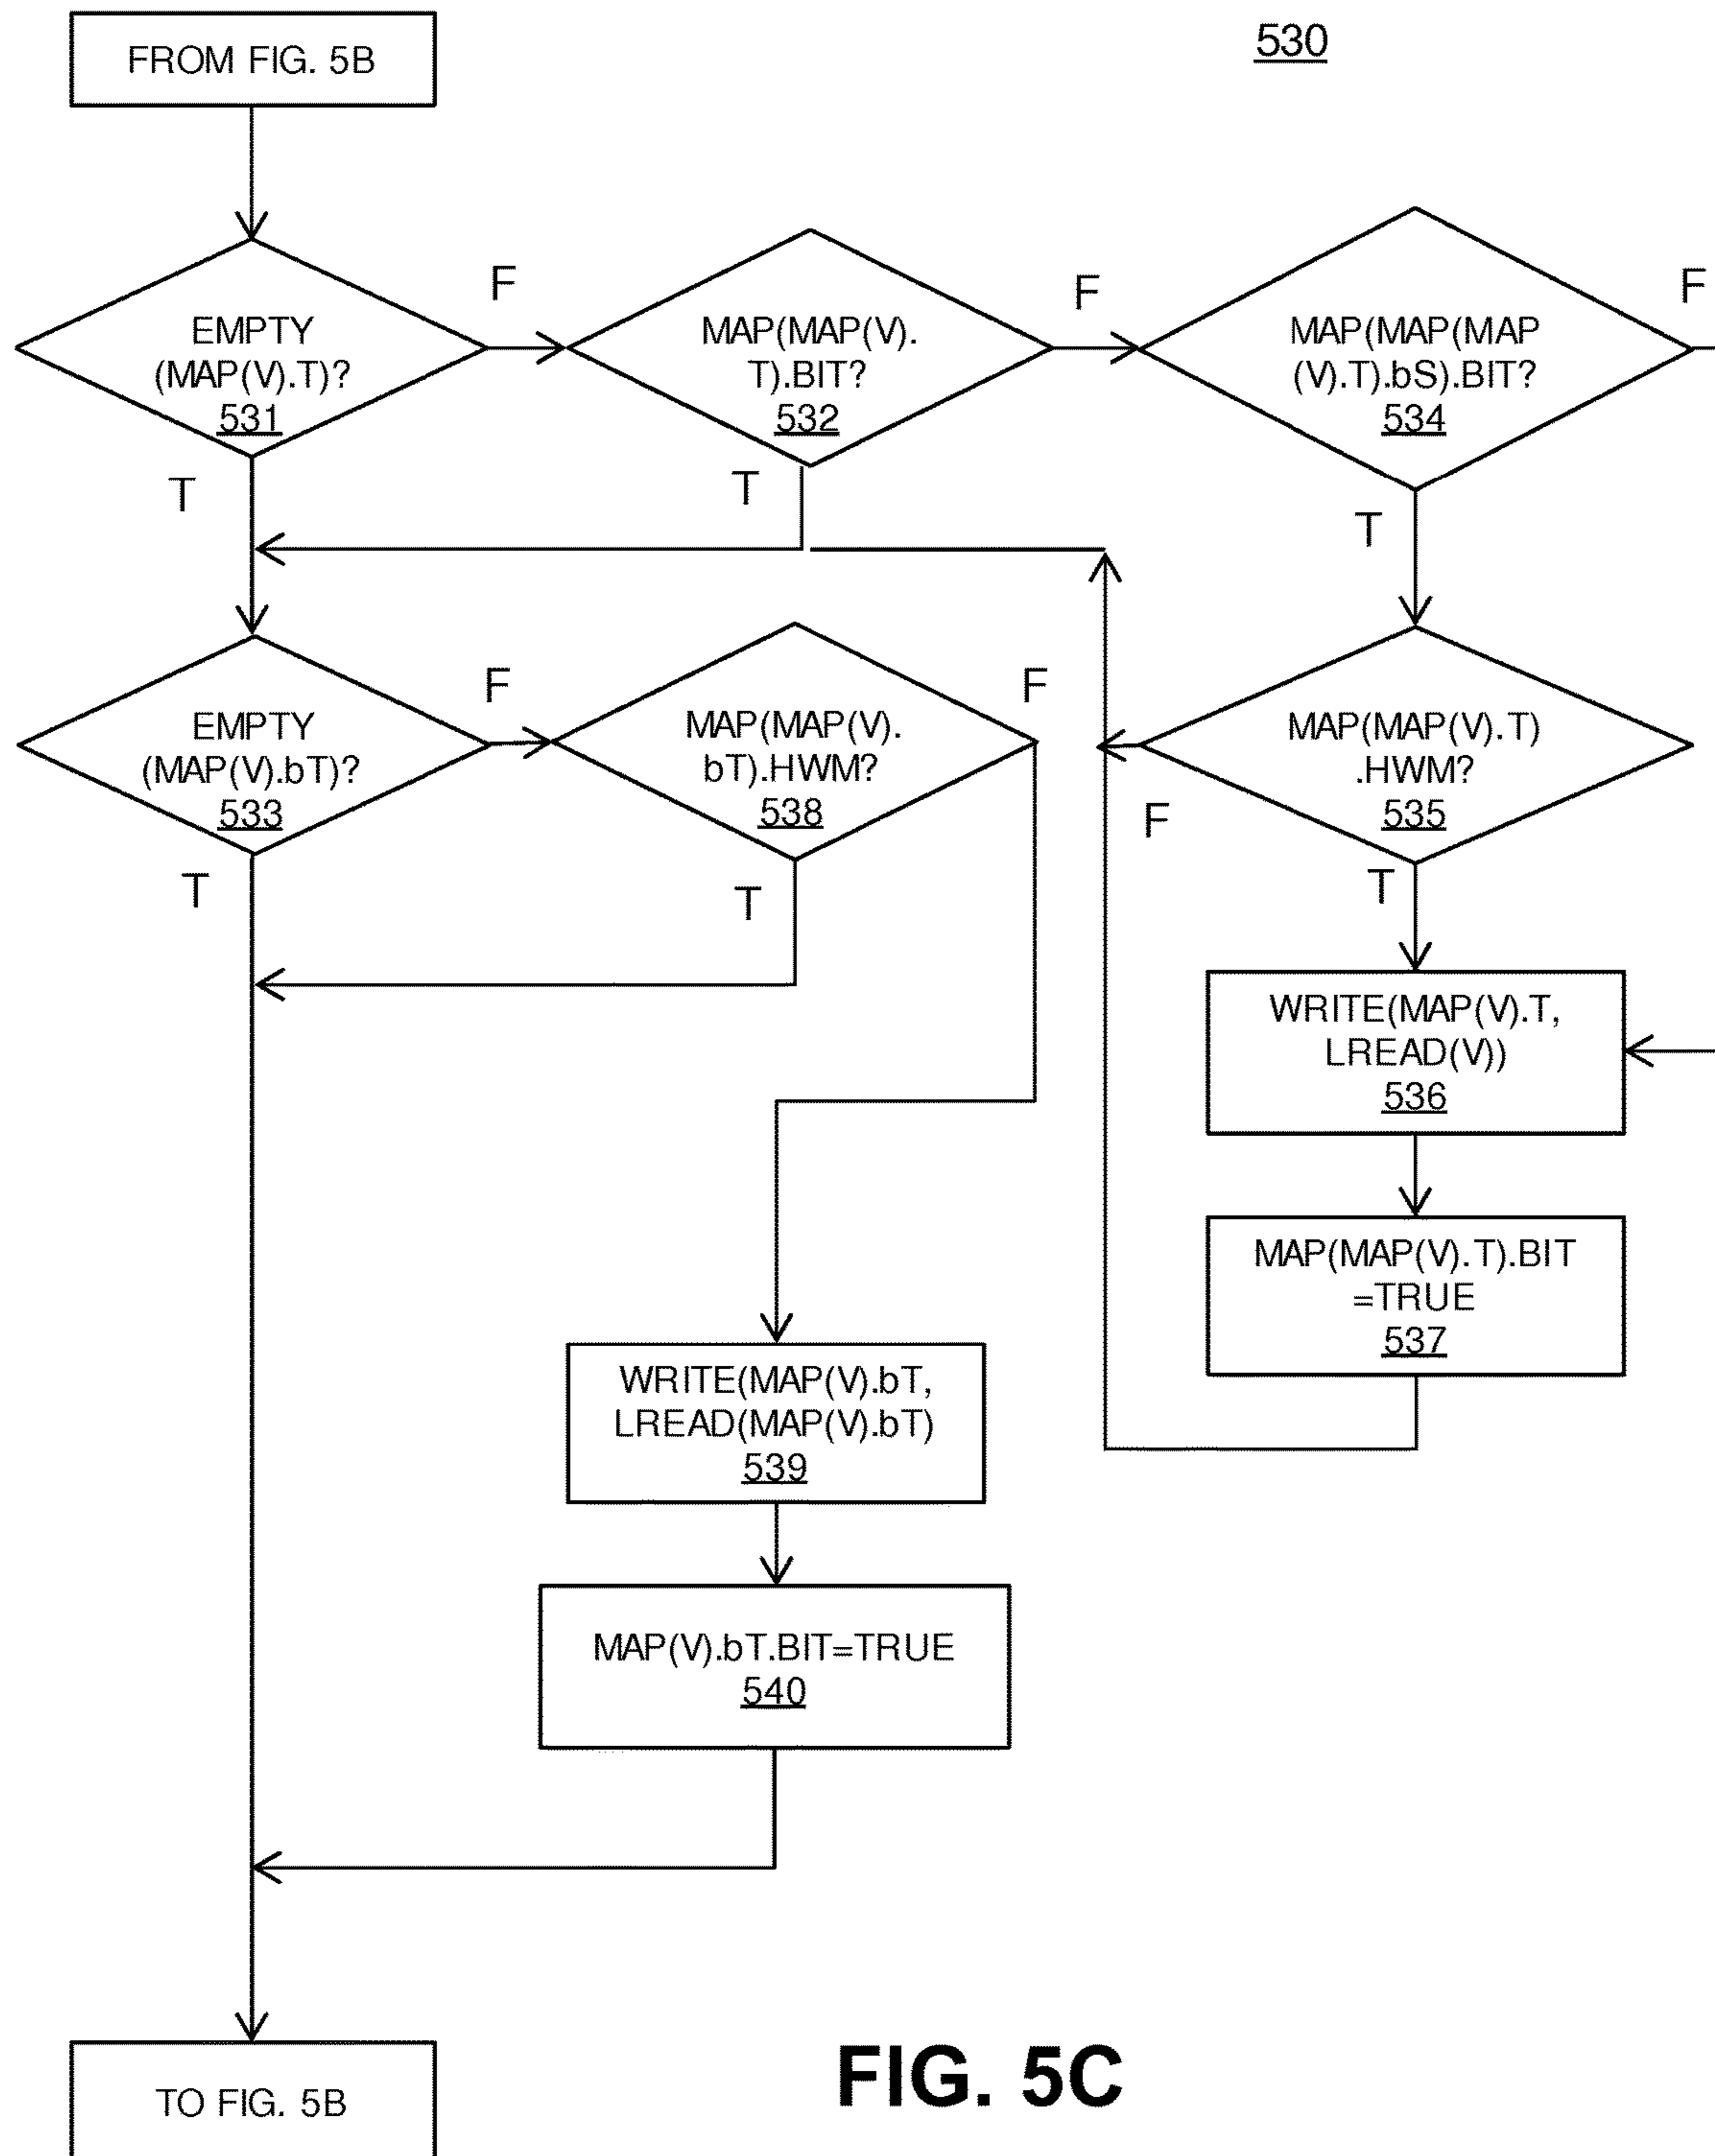 FROM FIG. 5B
530
EMPTY
(MAP(V).T)?
531
F
T
MAP(MAP(V).
T).BIT?
532
F
T
MAP(MAP(MAP
(V).T).bS).BIT?
534
F
T
EMPTY
(MAP(V).bT)?
533
F
T
MAP(MAP(V).
bT).HWM?
538
F
T
MAP(MAP(V).T)
.HWM?
535
F
T
WRITE(MAP(V).T,
LREAD(V))
536
MAP(MAP(V).T).BIT
=TRUE
537
WRITE(MAP(V).bT,
LREAD(MAP(V).bT)
539
MAP(V).bT.BIT=TRUE
540
TO FIG. 5B
FIG. 5C